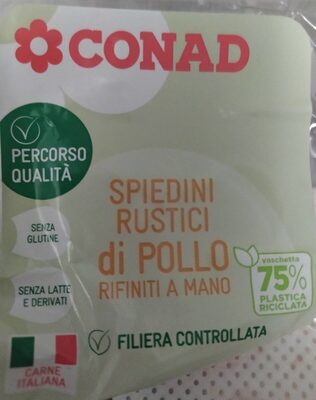 CONAD
PERCORSO
QUALITÀ
SPIEDINI
RUSTICI
di POLLO
RIFINITI A MANO
SENZA
GLUTINE
SENZA LATTE
E DERIVATI
vaschetta
75%
PLASTICA
RICICLATA
FILIERA CONTROLLATA
CARNE
ITALIANA